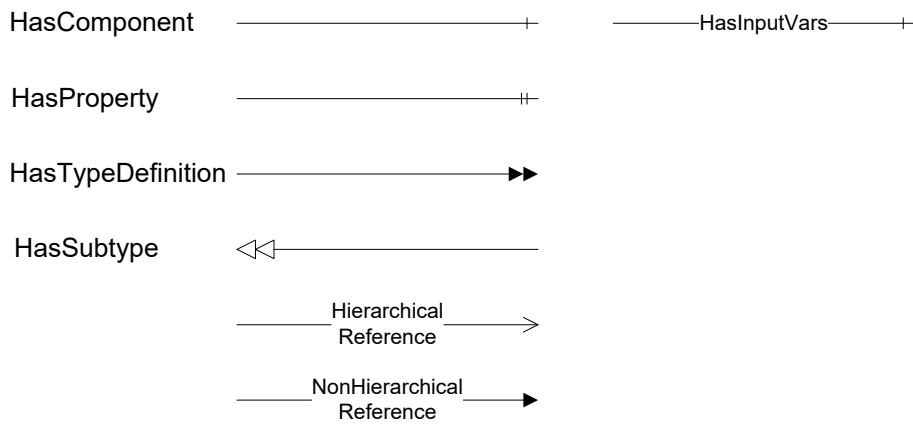 HasComponent
HasInputVars
HasProperty
HasTypeDefinition
HasSubtype
Hierarchical
Reference
NonHierarchical
Reference